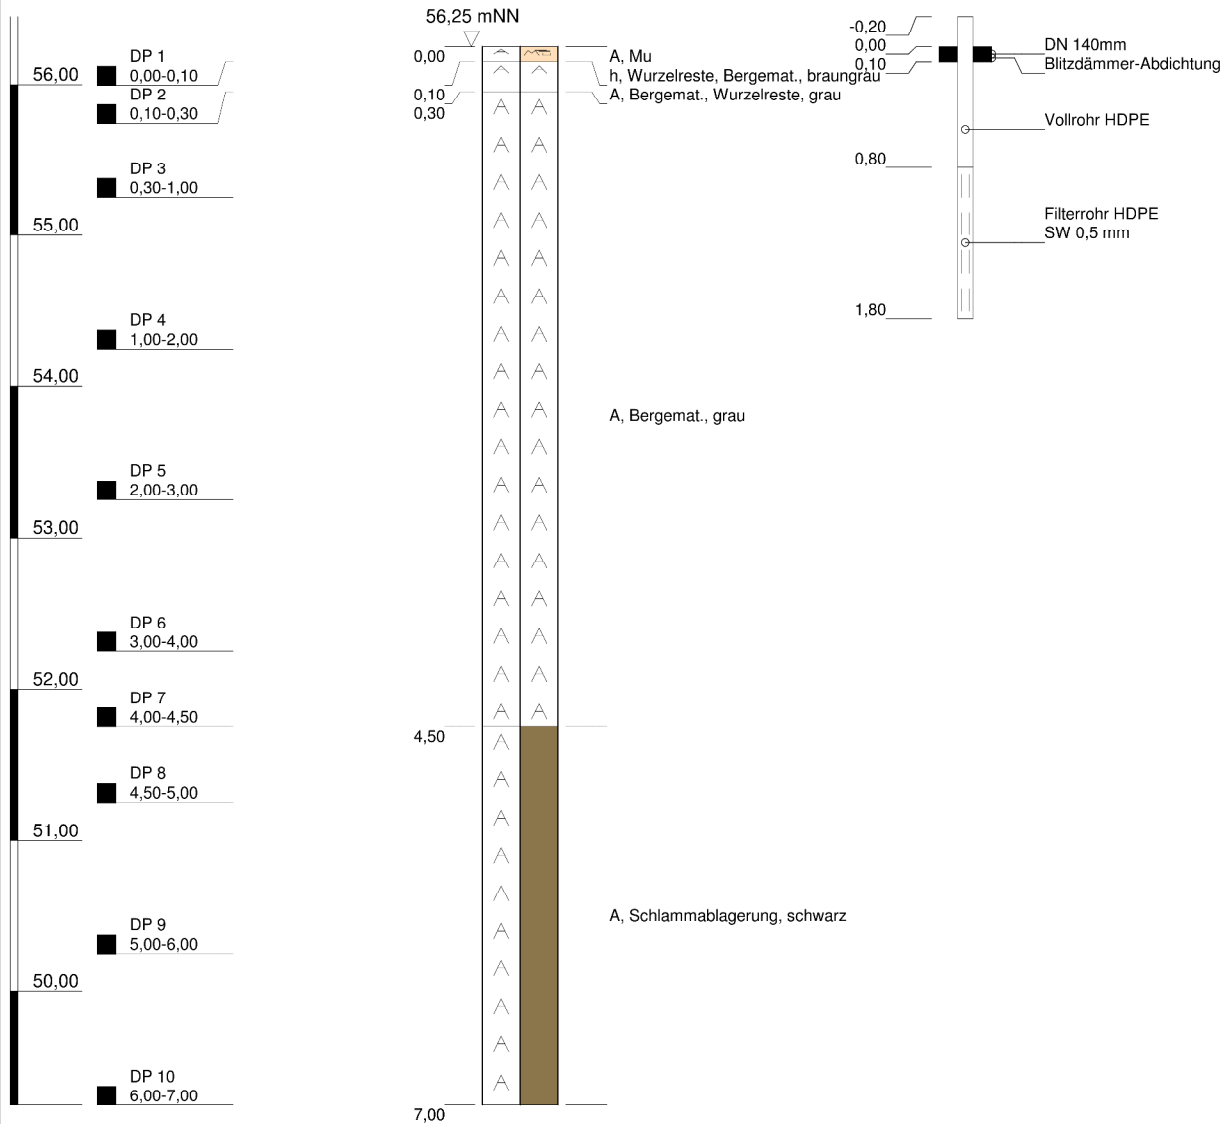 56,25 mNN
56,00
55,00
54,00
53,00
52,00
51,00
50,00
DP 1
0,00-0,10
DP 2
0,10-0,30
DP 3
0,30-1,00
DP 4
1,00-2,00
DP 5
2,00-3,00
DP 6
3,00-4,00
DP 7
4,00-4,50
DP 8
4,50-5,00
DP 9
5,00-6,00
DP 10
6,00-7,00
0,00
0,10
0,30
4,50
7,00
A, Mu
h, Wurzelreste, Bergemat., braungrau
A, Bergemat., Wurzelreste, grau
A, Bergemat., grau
A, Schlammablagerung, schwarz
-0,20
0,00
0,10
0,80
1,80
DN 140mm
Blitzdämmer-Abdichtung
Vollrohr HDPE
Filterrohr HDPE
SW 0,5 mm